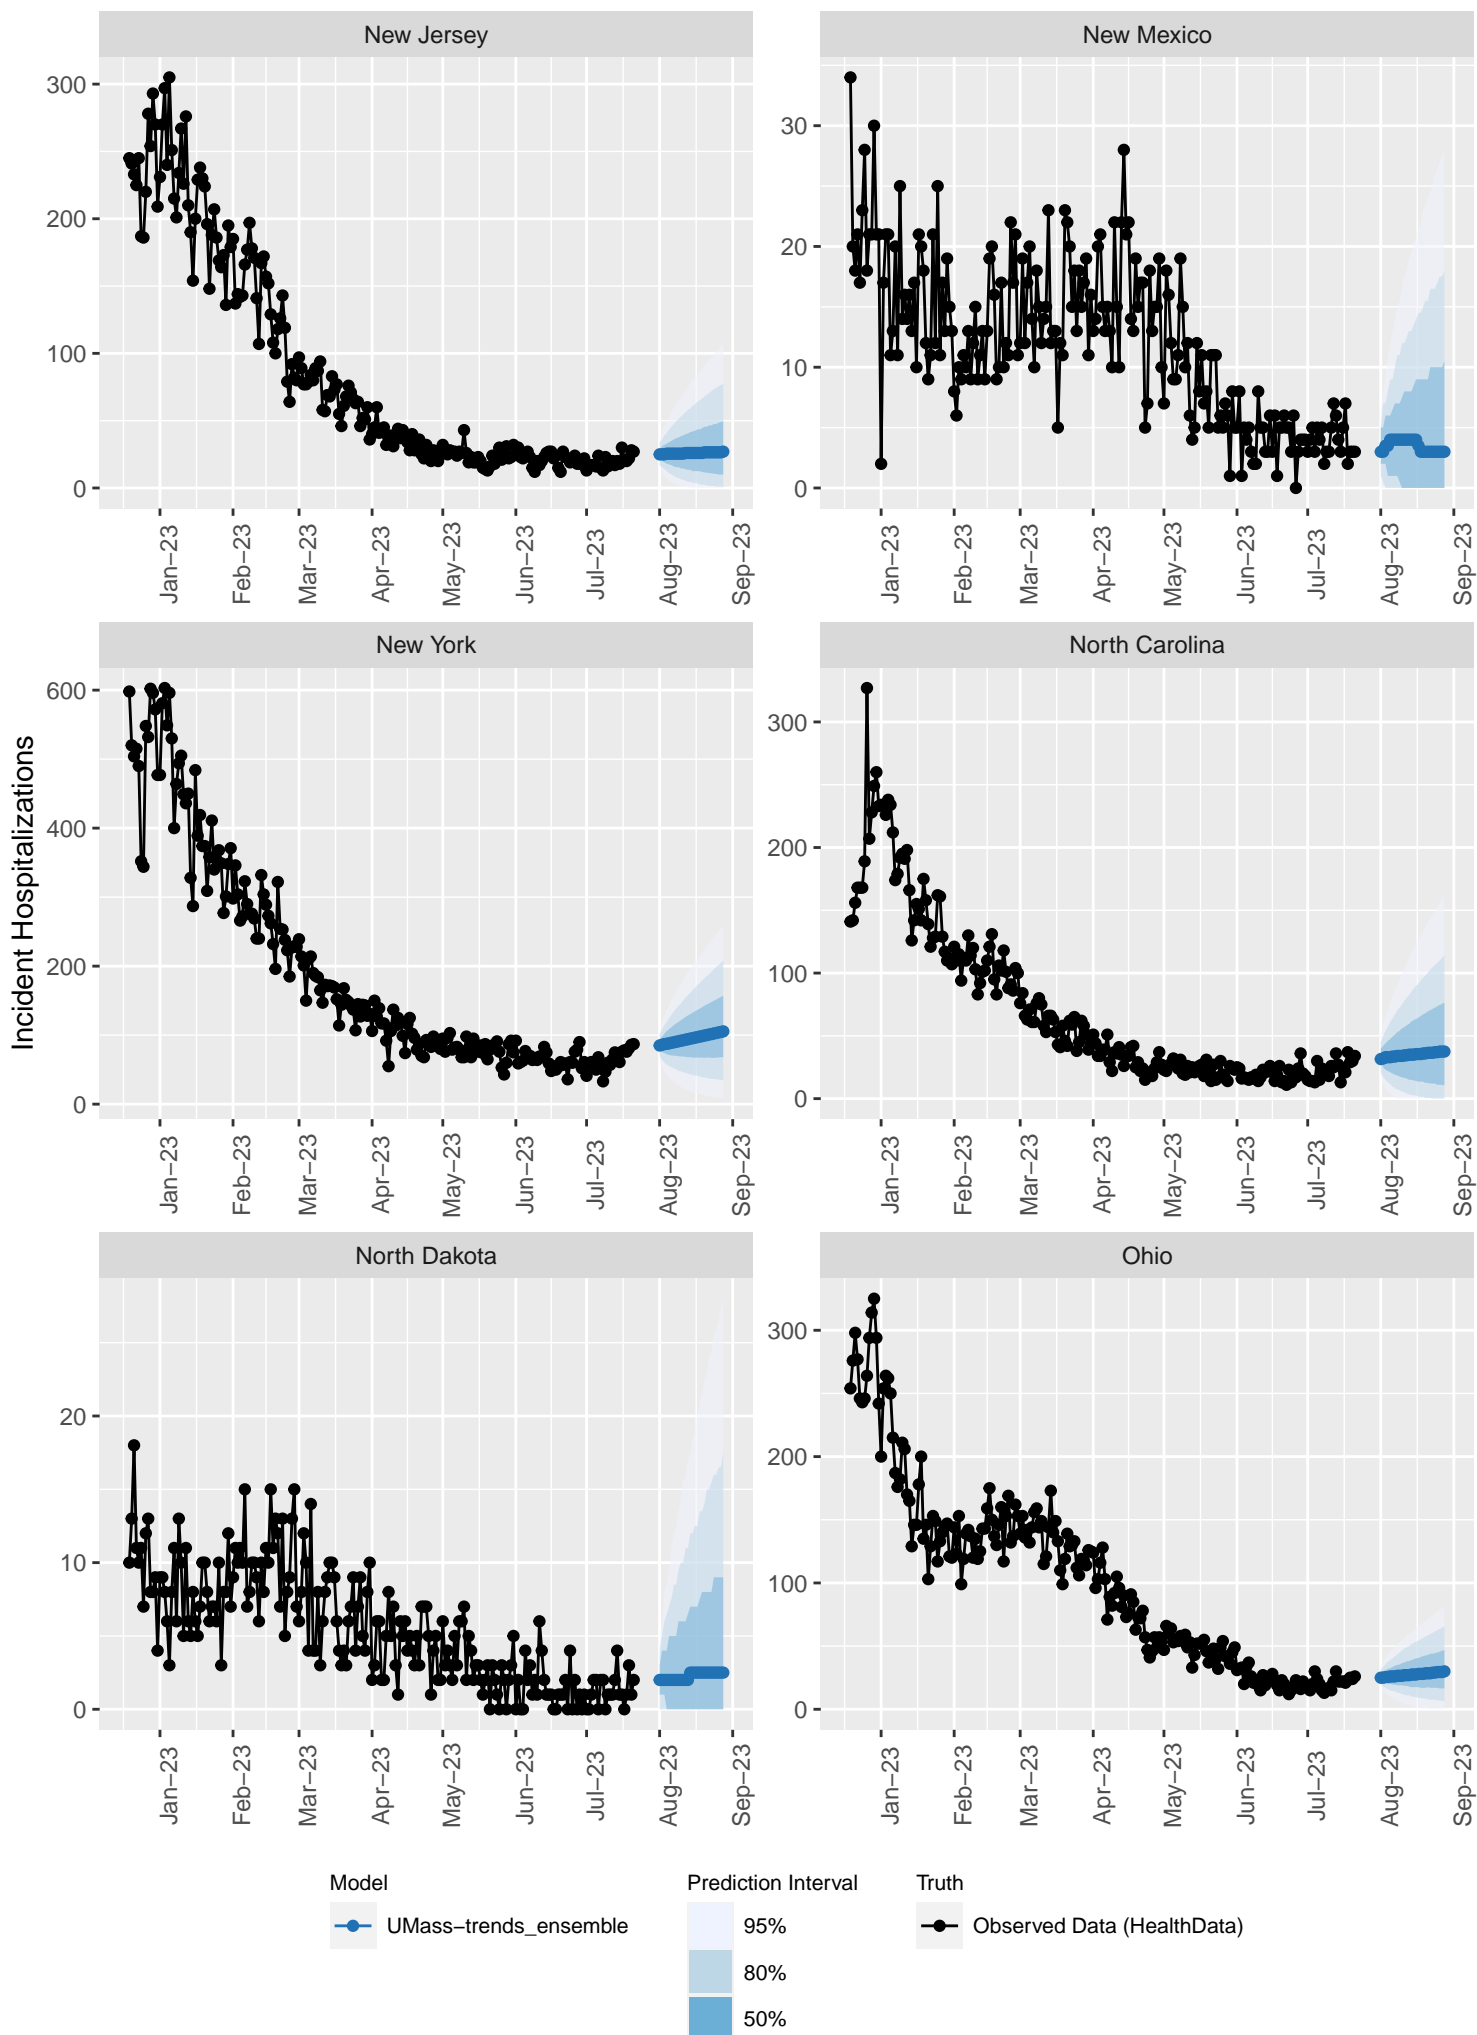 New Jersey
New Mexico
300
200
100
0
30
20
10
0
Jan−23
Feb−23
Mar−23
Apr−23
May−23
Jun−23
Jul−23
Aug−23
Sep−23
Jan−23
Feb−23
Mar−23
Apr−23
May−23
Jun−23
Jul−23
Aug−23
Sep−23
Incident Hospitalizations
New York
North Carolina
600
400
200
0
300
200
100
0
Jan−23
Feb−23
Mar−23
Apr−23
May−23
Jun−23
Jul−23
Aug−23
Sep−23
Jan−23
Feb−23
Mar−23
Apr−23
May−23
Jun−23
Jul−23
Aug−23
Sep−23
North Dakota
Ohio
20
10
0
300
200
100
0
Jan−23
Feb−23
Mar−23
Apr−23
May−23
Jun−23
Jul−23
Aug−23
Sep−23
Jan−23
Feb−23
Mar−23
Apr−23
May−23
Jun−23
Jul−23
Aug−23
Sep−23
Model
UMass−trends_ensemble
Prediction Interval
95%
80%
50%
Truth
Observed Data (HealthData)